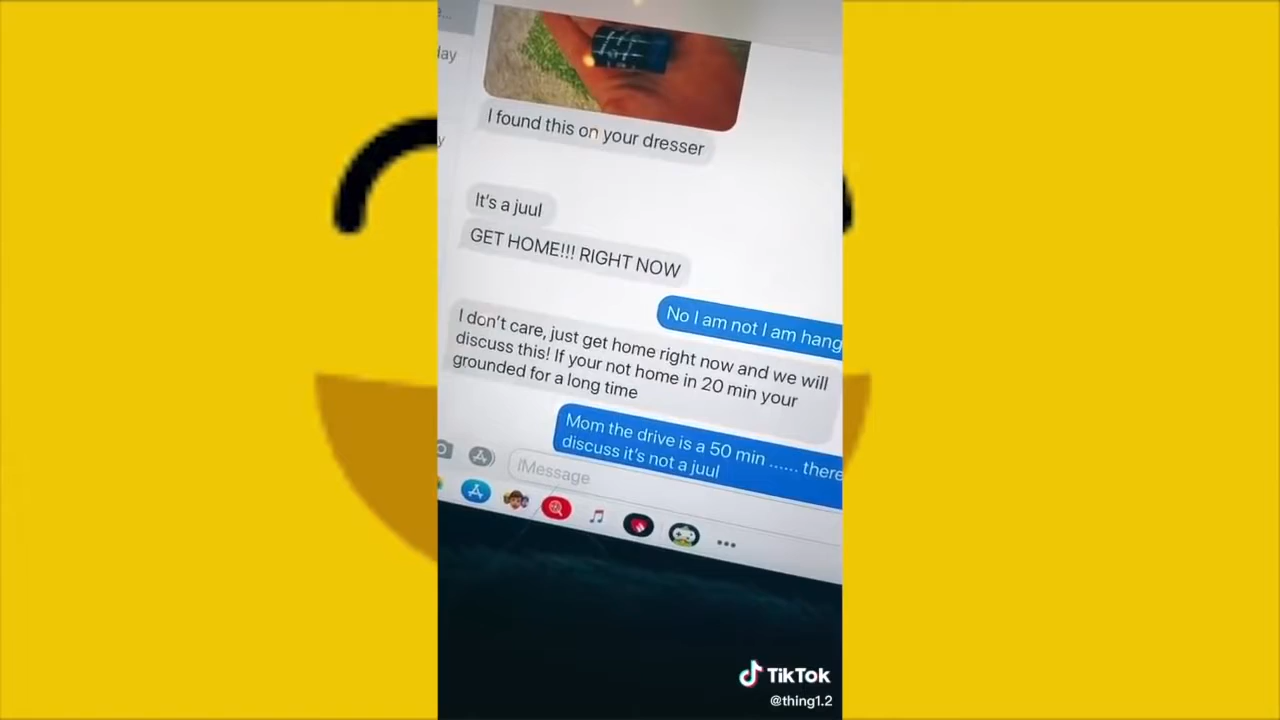 day
I found this on your dresser
It's a juul
GET HOME!!! RIGHT NOW
No I am not I am hang
I don't care, just get home right now and we will
discuss this! If your not home in 20 min your
grounded for a long time
Mom the drive is a 50 min ...... there
discuss it's not a juul
iMessage
TikTok
@thing1.2